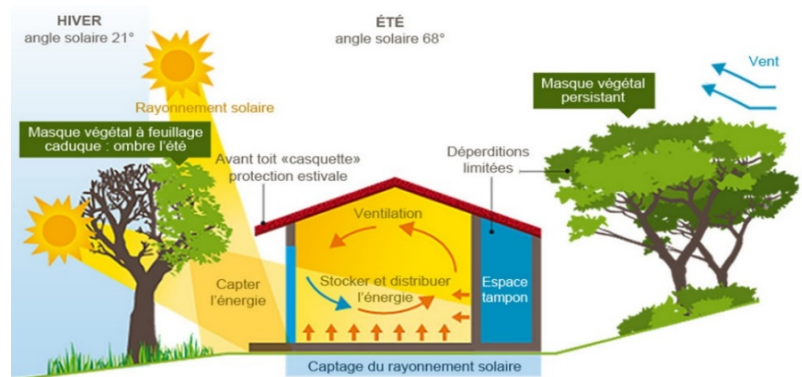 HIVER
angle solaire 21°
ÉTÉ
angle solaire 68°
Rayonnement solaire
Masque végétal à feuillage
caduque : ombre l'été
Avant toit «casquette»
protection estivale
Déperditions
limitées
Masque végétal
persistant
Vent
Ventilation
Capter
l'énergie
Stocker et distribuer
l'énergie
Espace
tampon
Captage du rayonnement solaire